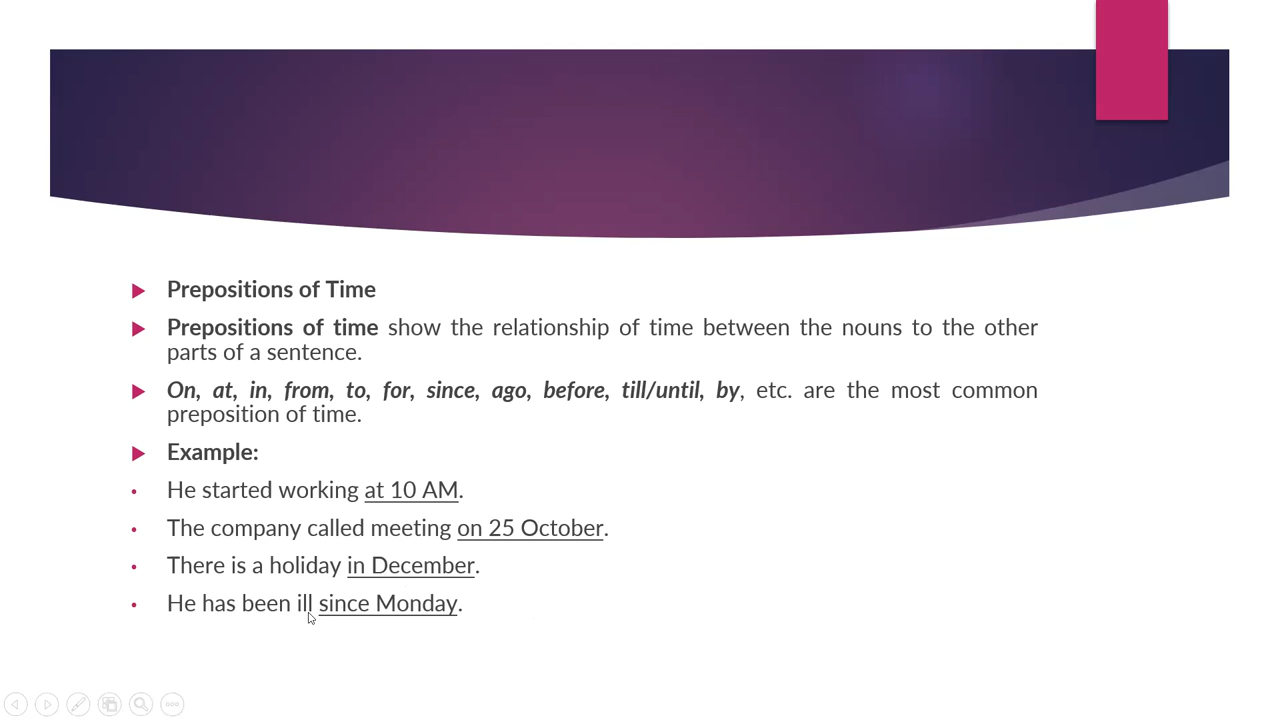 Prepositions of Time
Prepositions of time show the relationship of time between the nouns to the other
parts of a sentence.
On, at, in, from, to, for, since, ago, before, till/until, by, etc. are the most common
preposition of time.
Example:
He started working at 10 AM.
The company called meeting on 25 October.
There is a holiday in December.
He has been ill since Monday.